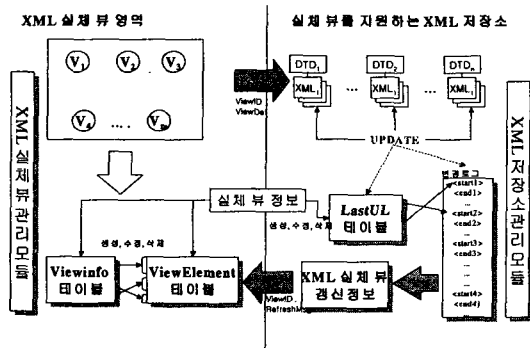 XML 실체 뷰 영역
실체 뷰를 지원하는 XML 저장소
V1
V2
V3
V4
....
Vn
XML 실체뷰관리모듈
ViewID
DTD1
DTD2
DTDn
XML1
...
XML1
...
XML1
UPDATE
변경로그
<start1>
<end1>
...
<start2>
<end2>
...
<start3>
<end3>
...
...
<start4>
<end4>
XML 저장소관리모듈
실체 뷰 정보
생성, 수정, 삭제
LastUL
테이블
생성, 수정, 삭제
Viewinfo
테이블
ViewElement
테이블
ViewID,
XML 실체뷰
갱신정보